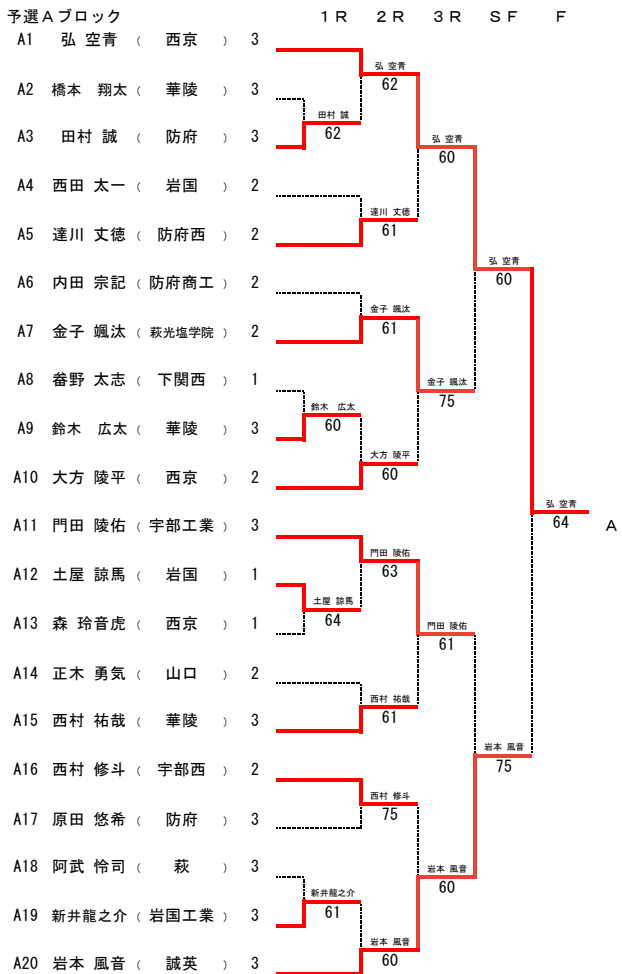 予選Aブロック 1R 2R 3R SF F
A1 弘 空青 ( 西京 ) 3
弘 空青
A2 橋本 翔太 ( 華陵 ) 3
62
田村 誠
A3 田村 誠 ( 防府 ) 3
62
弘 空青
60
A4 西田 太一 ( 岩国 ) 2
達川 丈徳
A5 達川 丈徳 ( 防府西 ) 2
61
弘 空青
A6 内田 宗記 ( 防府商工 ) 2
60
金子 颯汰
A7 金子 颯汰 ( 萩光塩学院 ) 2
61
A8 畚野 太志 ( 下関西 ) 1
金子 颯汰
75
鈴木 広太
A9 鈴木 広太 ( 華陵 ) 3
60
大方 陵平
A10 大方 陵平 ( 西京 ) 2
60
弘 空青
A11 門田 陵佑 ( 宇部工業 ) 3
64 A
門田 陵佑
A12 土屋 諒馬 ( 岩国 ) 1
63
土屋 諒馬
A13 森 玲音虎 ( 西京 ) 1
64
門田 陵佑
61
A14 正木 勇気 ( 山口 ) 2
西村 祐哉
A15 西村 祐哉 ( 華陵 ) 3
61
岩本 風音
A16 西村 修斗 ( 宇部西 ) 2
75
西村 修斗
A17 原田 悠希 ( 防府 ) 3
75
A18 阿武 怜司 ( 萩 ) 3
岩本 風音
60
新井龍之介
A19 新井龍之介 ( 岩国工業 ) 3
61
岩本 風音
A20 岩本 風音 ( 誠英 ) 3
60